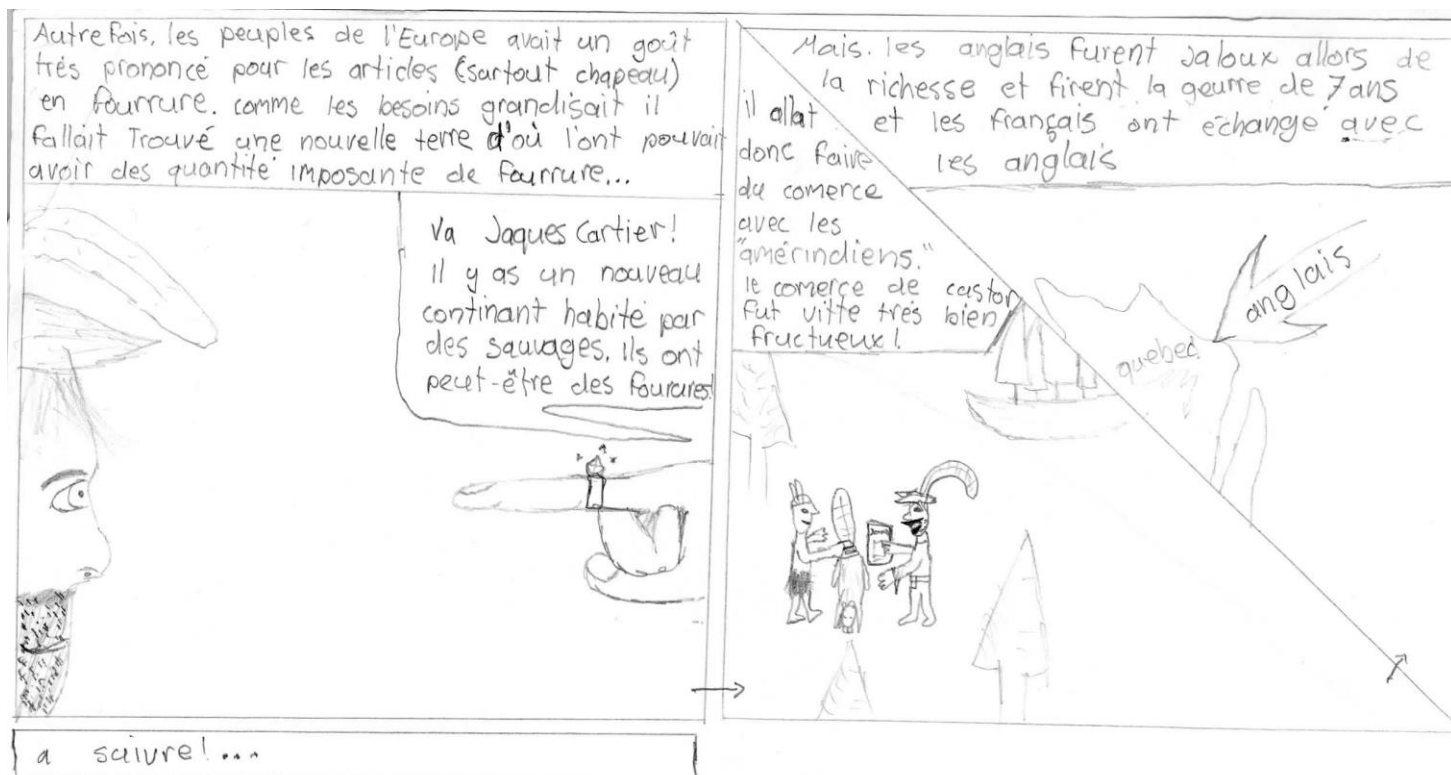 Autrefois, les peuples de l'Europe avait un goût
très prononcé pour les articles (surtout chapeau)
en fourrure. comme les besoins grandisait il
fallait Trouvé une nouvelle terre d'où l'ont pouvait
avoir des quantité imposante de fourrure...
Va Jaques Cartier!
Il y as un nouveau
continant habité par
des sauvages. Ils ont
peut-être des fourures!
il allat
donc faire
du comerce
avec les
"amérindiens."
le comerçe de castor
fut vitte très bien
fructueux!
Mais. les anglais furent jaloux allors de
la richesse et firent la geurre de 7 ans
et les français ont échangé avec
les anglais
quebec
anglais
a suivre!...